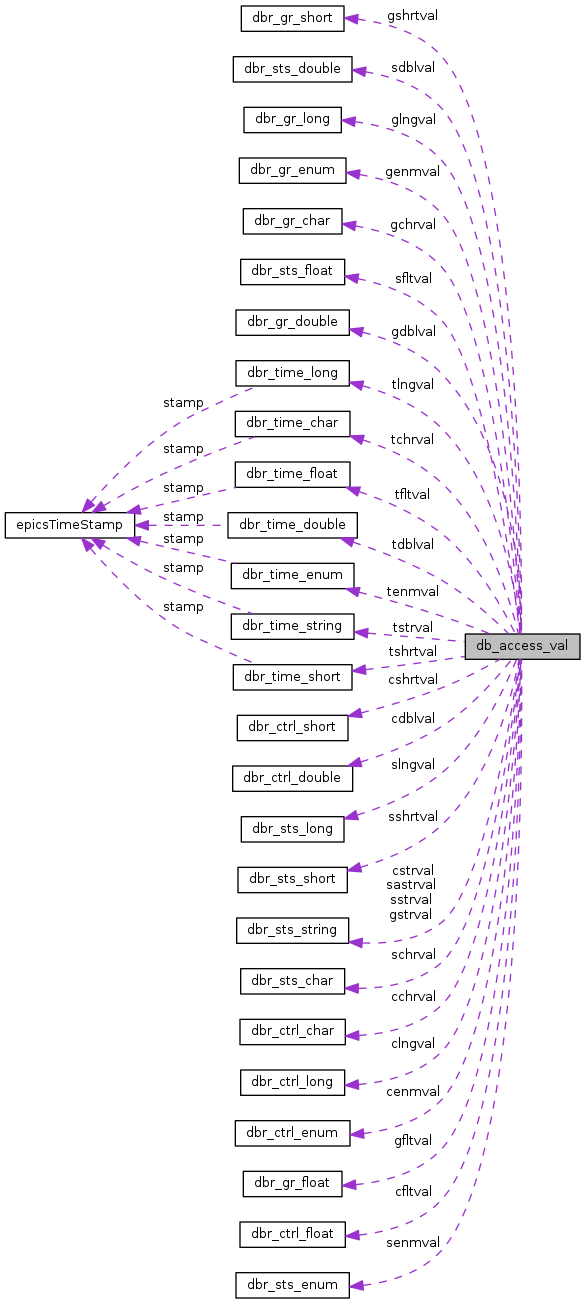 dbr_gr_short
gshrtval
dbr_sts_double
sdblval
dbr_gr_long
glngval
dbr_gr_enum
genmval
dbr_gr_char
gchrval
dbr_sts_float
sfltval
dbr_gr_double
gdblval
dbr_time_long
tlngval
stamp
dbr_time_char
tchrval
stamp
dbr_time_float
tfltval
stamp
epicsTimeStamp
stamp
dbr_time_double
tdblval
stamp
dbr_time_enum
tenmval
stamp
dbr_time_string
tstrval
db_access_val
stamp
dbr_time_short
tshrtval
cshrtval
dbr_ctrl_short
cdblval
dbr_ctrl_double
slngval
dbr_sts_long
sshrtval
dbr_sts_short
cstrval
sastrval
sstrval
gstrval
dbr_sts_string
schrval
dbr_sts_char
cchrval
dbr_ctrl_char
clngval
dbr_ctrl_long
cenmval
dbr_ctrl_enum
gfltval
dbr_gr_float
cfltval
dbr_ctrl_float
senmval
dbr_sts_enum